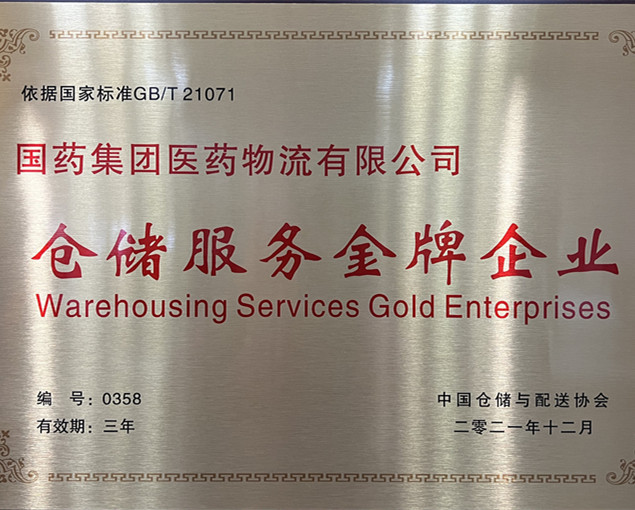 依据国家标准GB/T 21071
国药集团医药物流有限公司
仓储服务金牌企业
Warehousing Services Gold Enterprises
编 号：0358
有效期：三年
中国仓储与配送协会
二零二一年十二月